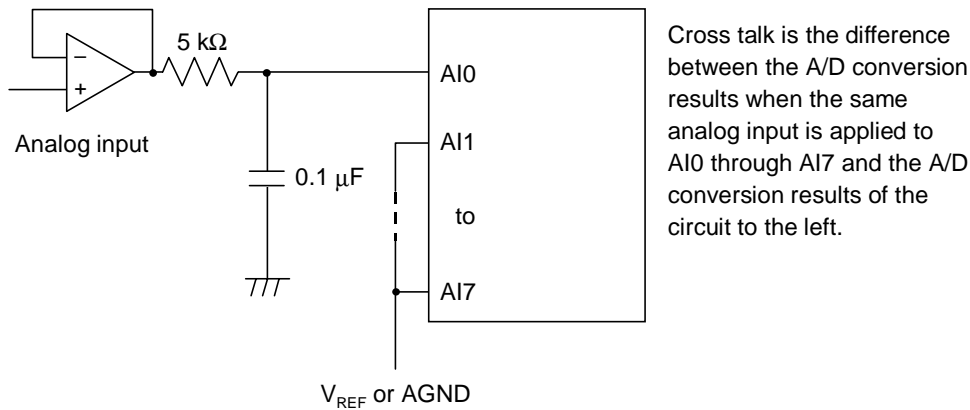 5 kΩ
−
+
Analog input
0.1 μF
AI0
AI1
to
AI7
V_REF or AGND
Cross talk is the difference
between the A/D conversion
results when the same
analog input is applied to
AI0 through AI7 and the A/D
conversion results of the
circuit to the left.